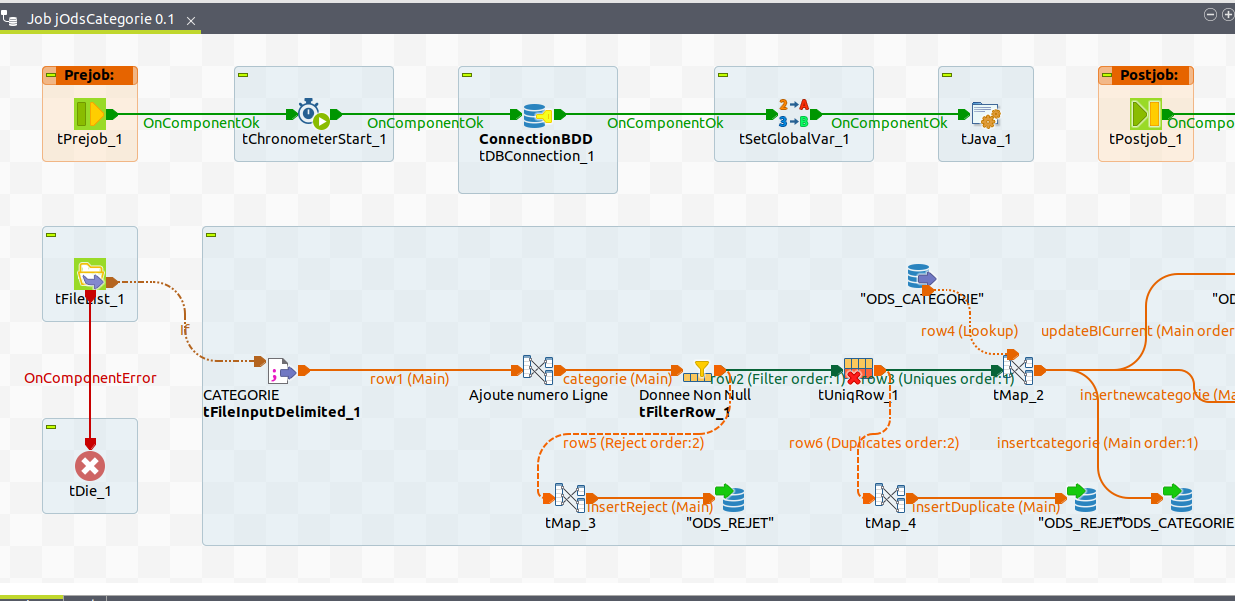 Job jOdsCategorie 0.1
Prejob:
Postjob:
OnComponentOk
OnComponentOk
OnComponentOk
OnComponentOk
OnCompo
tPrejob_1
tChronometerStart_1
ConnectionBDD
tDBConnection_1
tSetGlobalVar_1
tJava_1
tPostjob_1
tFileList_1
"ODS_CATEGORIE"
"OD
If
row4 (Lookup)
updateBICurrent (Main order
OnComponentError
row1 (Main)
categorie (Main)
row2 (Filter order:1)
row3 (Uniques order:1)
CATEGORIE
tFileInputDelimited_1
Ajoute numero Ligne
Donnee Non Null
tFilterRow_1
tUniqRow_1
tMap_2
insertnewcategorie (Ma
row5 (Reject order:2)
row6 (Duplicates order:2)
insertcategorie (Main order:1)
tDie_1
insertReject (Main)
insertDuplicate (Main)
tMap_3
"ODS_REJET"
tMap_4
"ODS_REJET"
"ODS_CATEGORIE